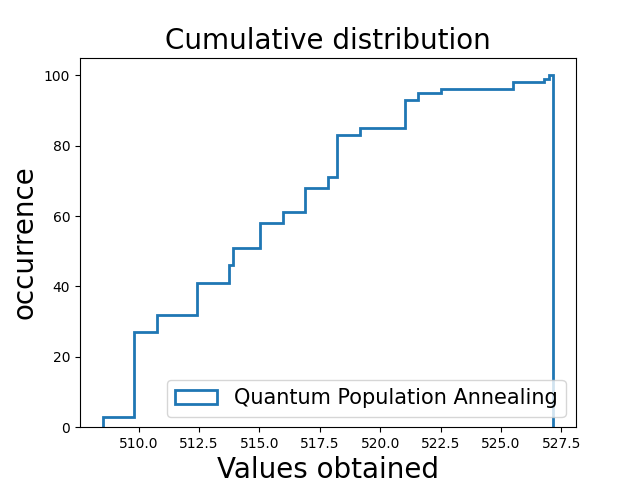 Cumulative distribution
occurrence
100
80
60
40
20
0
Quantum Population Annealing
510.0 512.5 515.0 517.5 520.0 522.5 525.0 527.5
Values obtained